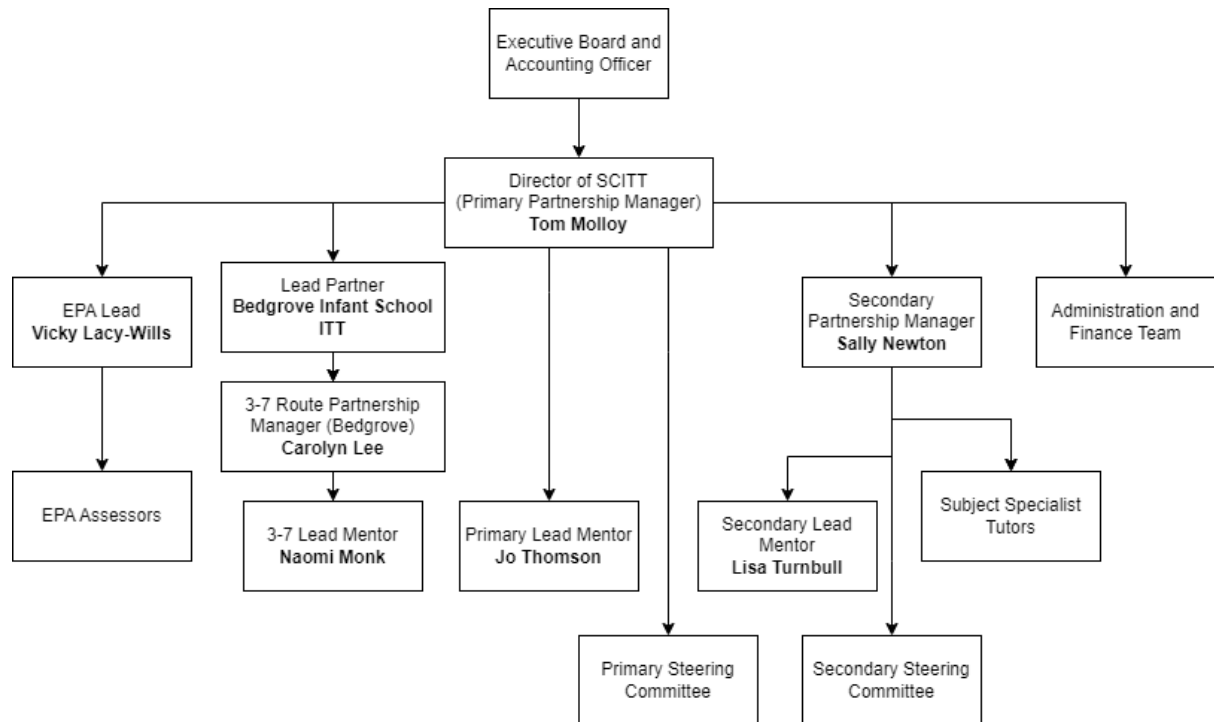 Executive Board and
Accounting Officer
Director of SCITT
(Primary Partnership Manager)
Tom Molloy
EPA Lead
Vicky Lacy-Wills
Lead Partner
Bedgrove Infant School
ITT
Secondary
Partnership Manager
Sally Newton
Administration and
Finance Team
3-7 Route Partnership
Manager (Bedgrove)
Carolyn Lee
EPA Assessors
3-7 Lead Mentor
Naomi Monk
Primary Lead Mentor
Jo Thomson
Secondary Lead
Mentor
Lisa Turnbull
Subject Specialist
Tutors
Primary Steering
Committee
Secondary Steering
Committee